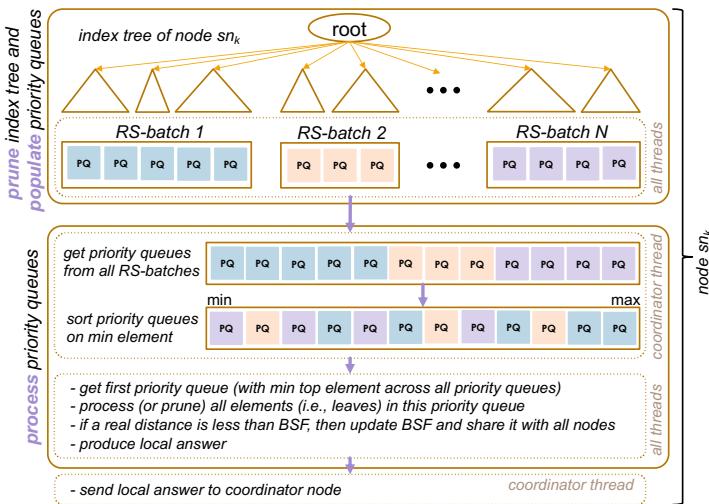 prune index tree and
populate priority queues
index tree of node snk
root
• • •
RS-batch 1
RS-batch 2
RS-batch N
PQ PQ PQ PQ PQ
PQ PQ PQ
• • •
PQ PQ PQ PQ
all threads
node snk
process priority queues
get priority queues
from all RS-batches
PQ PQ PQ PQ PQ PQ PQ PQ PQ PQ PQ PQ
coordinator thread
min
max
sort priority queues
on min element
PQ PQ PQ PQ PQ PQ PQ PQ PQ PQ PQ PQ
- get first priority queue (with min top element across all priority queues)
- process (or prune) all elements (i.e., leaves) in this priority queue
- if a real distance is less than BSF, then update BSF and share it with all nodes
- produce local answer
all threads
- send local answer to coordinator node
coordinator thread